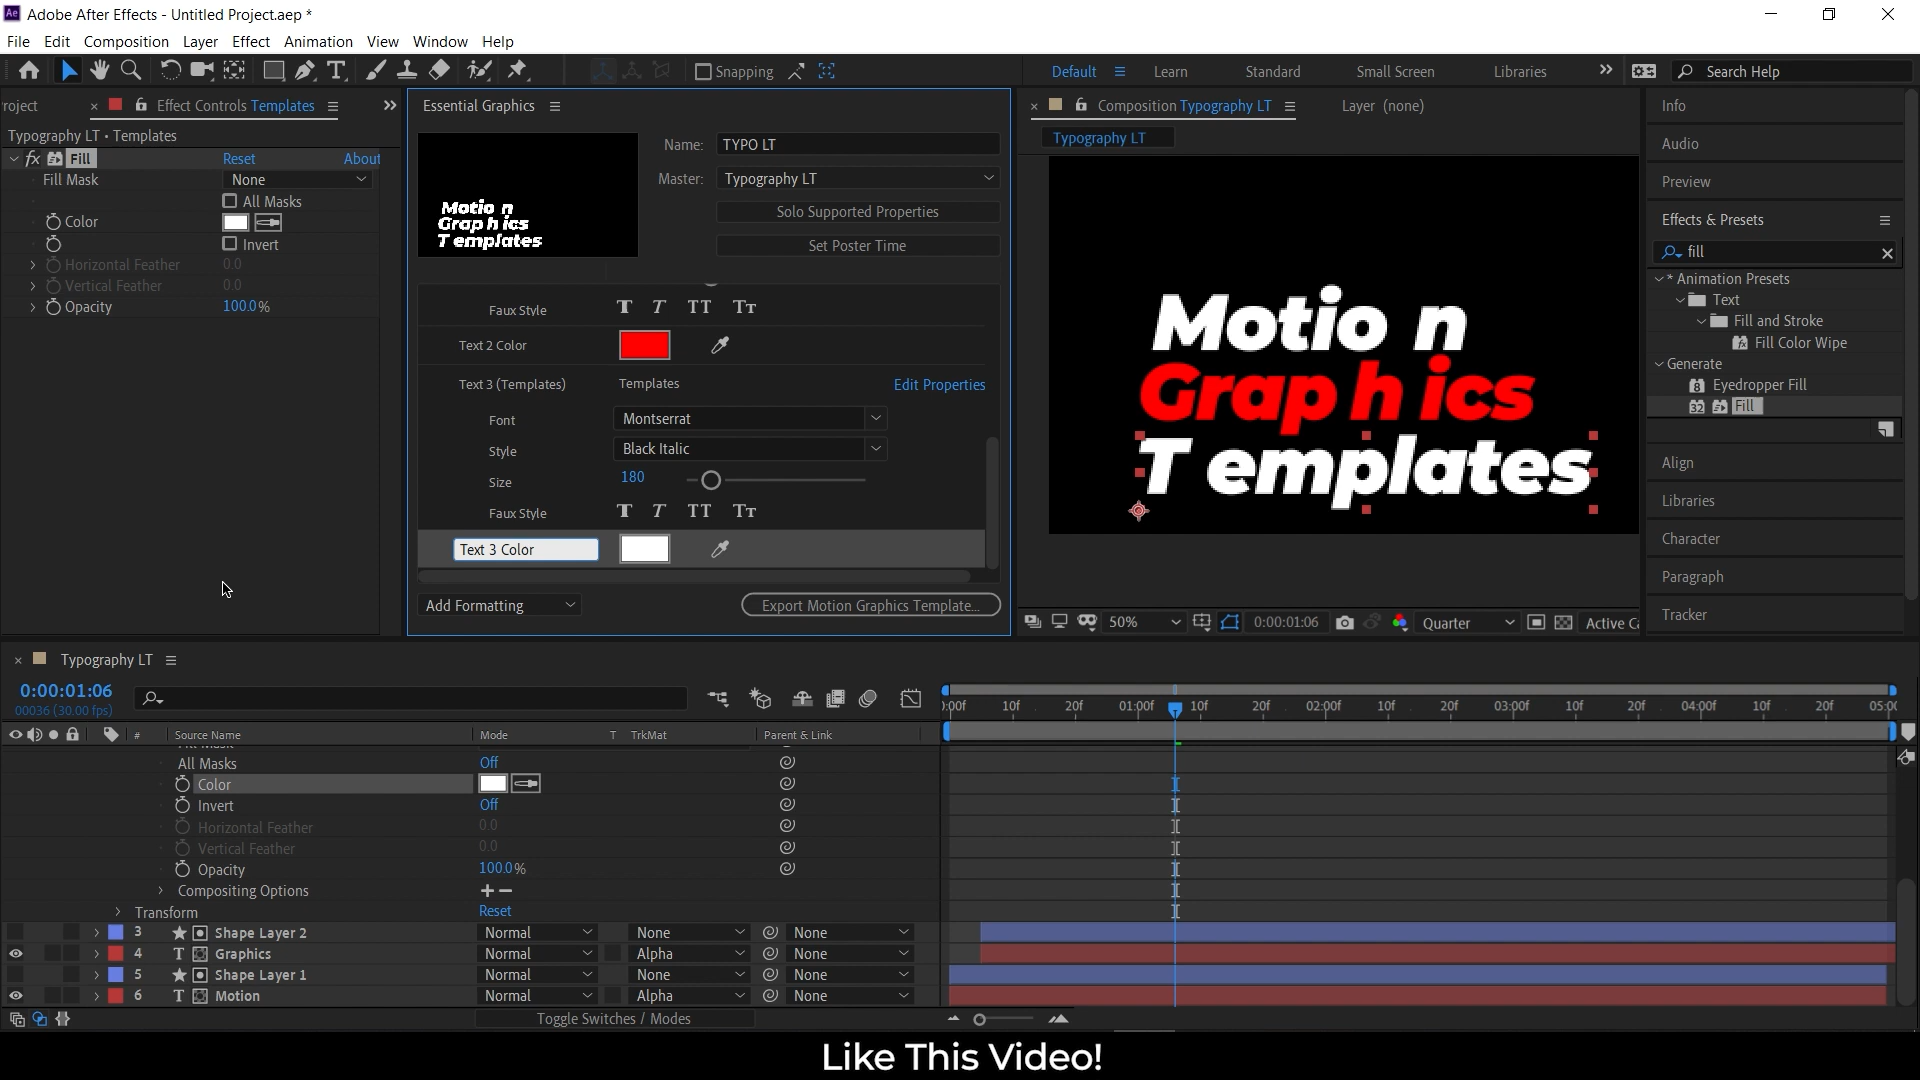 Ae Adobe After Effects - Untitled Project.aep *
File Edit Composition Layer Effect Animation View Window Help
Snapping
Default Learn Standard Small Screen Libraries Search Help
roject Effect Controls Templates
Typography LT • Templates
fx Fill Reset About
Fill Mask None
All Masks
Color
Invert
Horizontal Feather 0.0
Vertical Feather 0.0
Opacity 100.0%
Essential Graphics
Motio n
Grap h ics
T emplates
Name: TYPO LT
Master: Typography LT
Solo Supported Properties
Set Poster Time
Faux Style T T TT Tт
Text 2 Color
Text 3 (Templates) Templates Edit Properties
Font Montserrat
Style Black Italic
Size 180
Faux Style T T TT Tт
Text 3 Color
Add Formatting Export Motion Graphics Template...
Composition Typography LT Layer (none)
Typography LT
Motio n
Grap h ics
T emplates
50% 0:00:01:06 Quarter Active Ca
Info
Audio
Preview
Effects & Presets
fill
* Animation Presets
Text
Fill and Stroke
Fill Color Wipe
Generate
8 Eyedropper Fill
32 Fill
Align
Libraries
Character
Paragraph
Tracker
Typography LT
0:00:01:06
00036 (30.00 fps)
):00f 10f 20f 01:00f 10f 20f 02:00f 10f 20f 03:00f 10f 20f 04:00f 10f 20f 05:0(
# Source Name Mode T TrkMat Parent & Link
All Masks Off
Color
Invert Off
Horizontal Feather 0.0
Vertical Feather 0.0
Opacity 100.0%
Compositing Options
Transform Reset
3 Shape Layer 2 Normal None None
4 T Graphics Normal Alpha None
5 Shape Layer 1 Normal None None
6 T Motion Normal Alpha None
Toggle Switches / Modes
Like This Video!